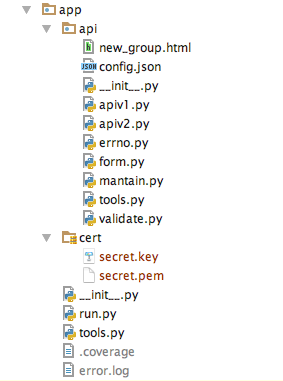 app
api
new_group.html
config.json
__init__.py
apiv1.py
apiv2.py
errno.py
form.py
mantain.py
tools.py
validate.py
cert
secret.key
secret.pem
__init__.py
run.py
tools.py
.coverage
error.log